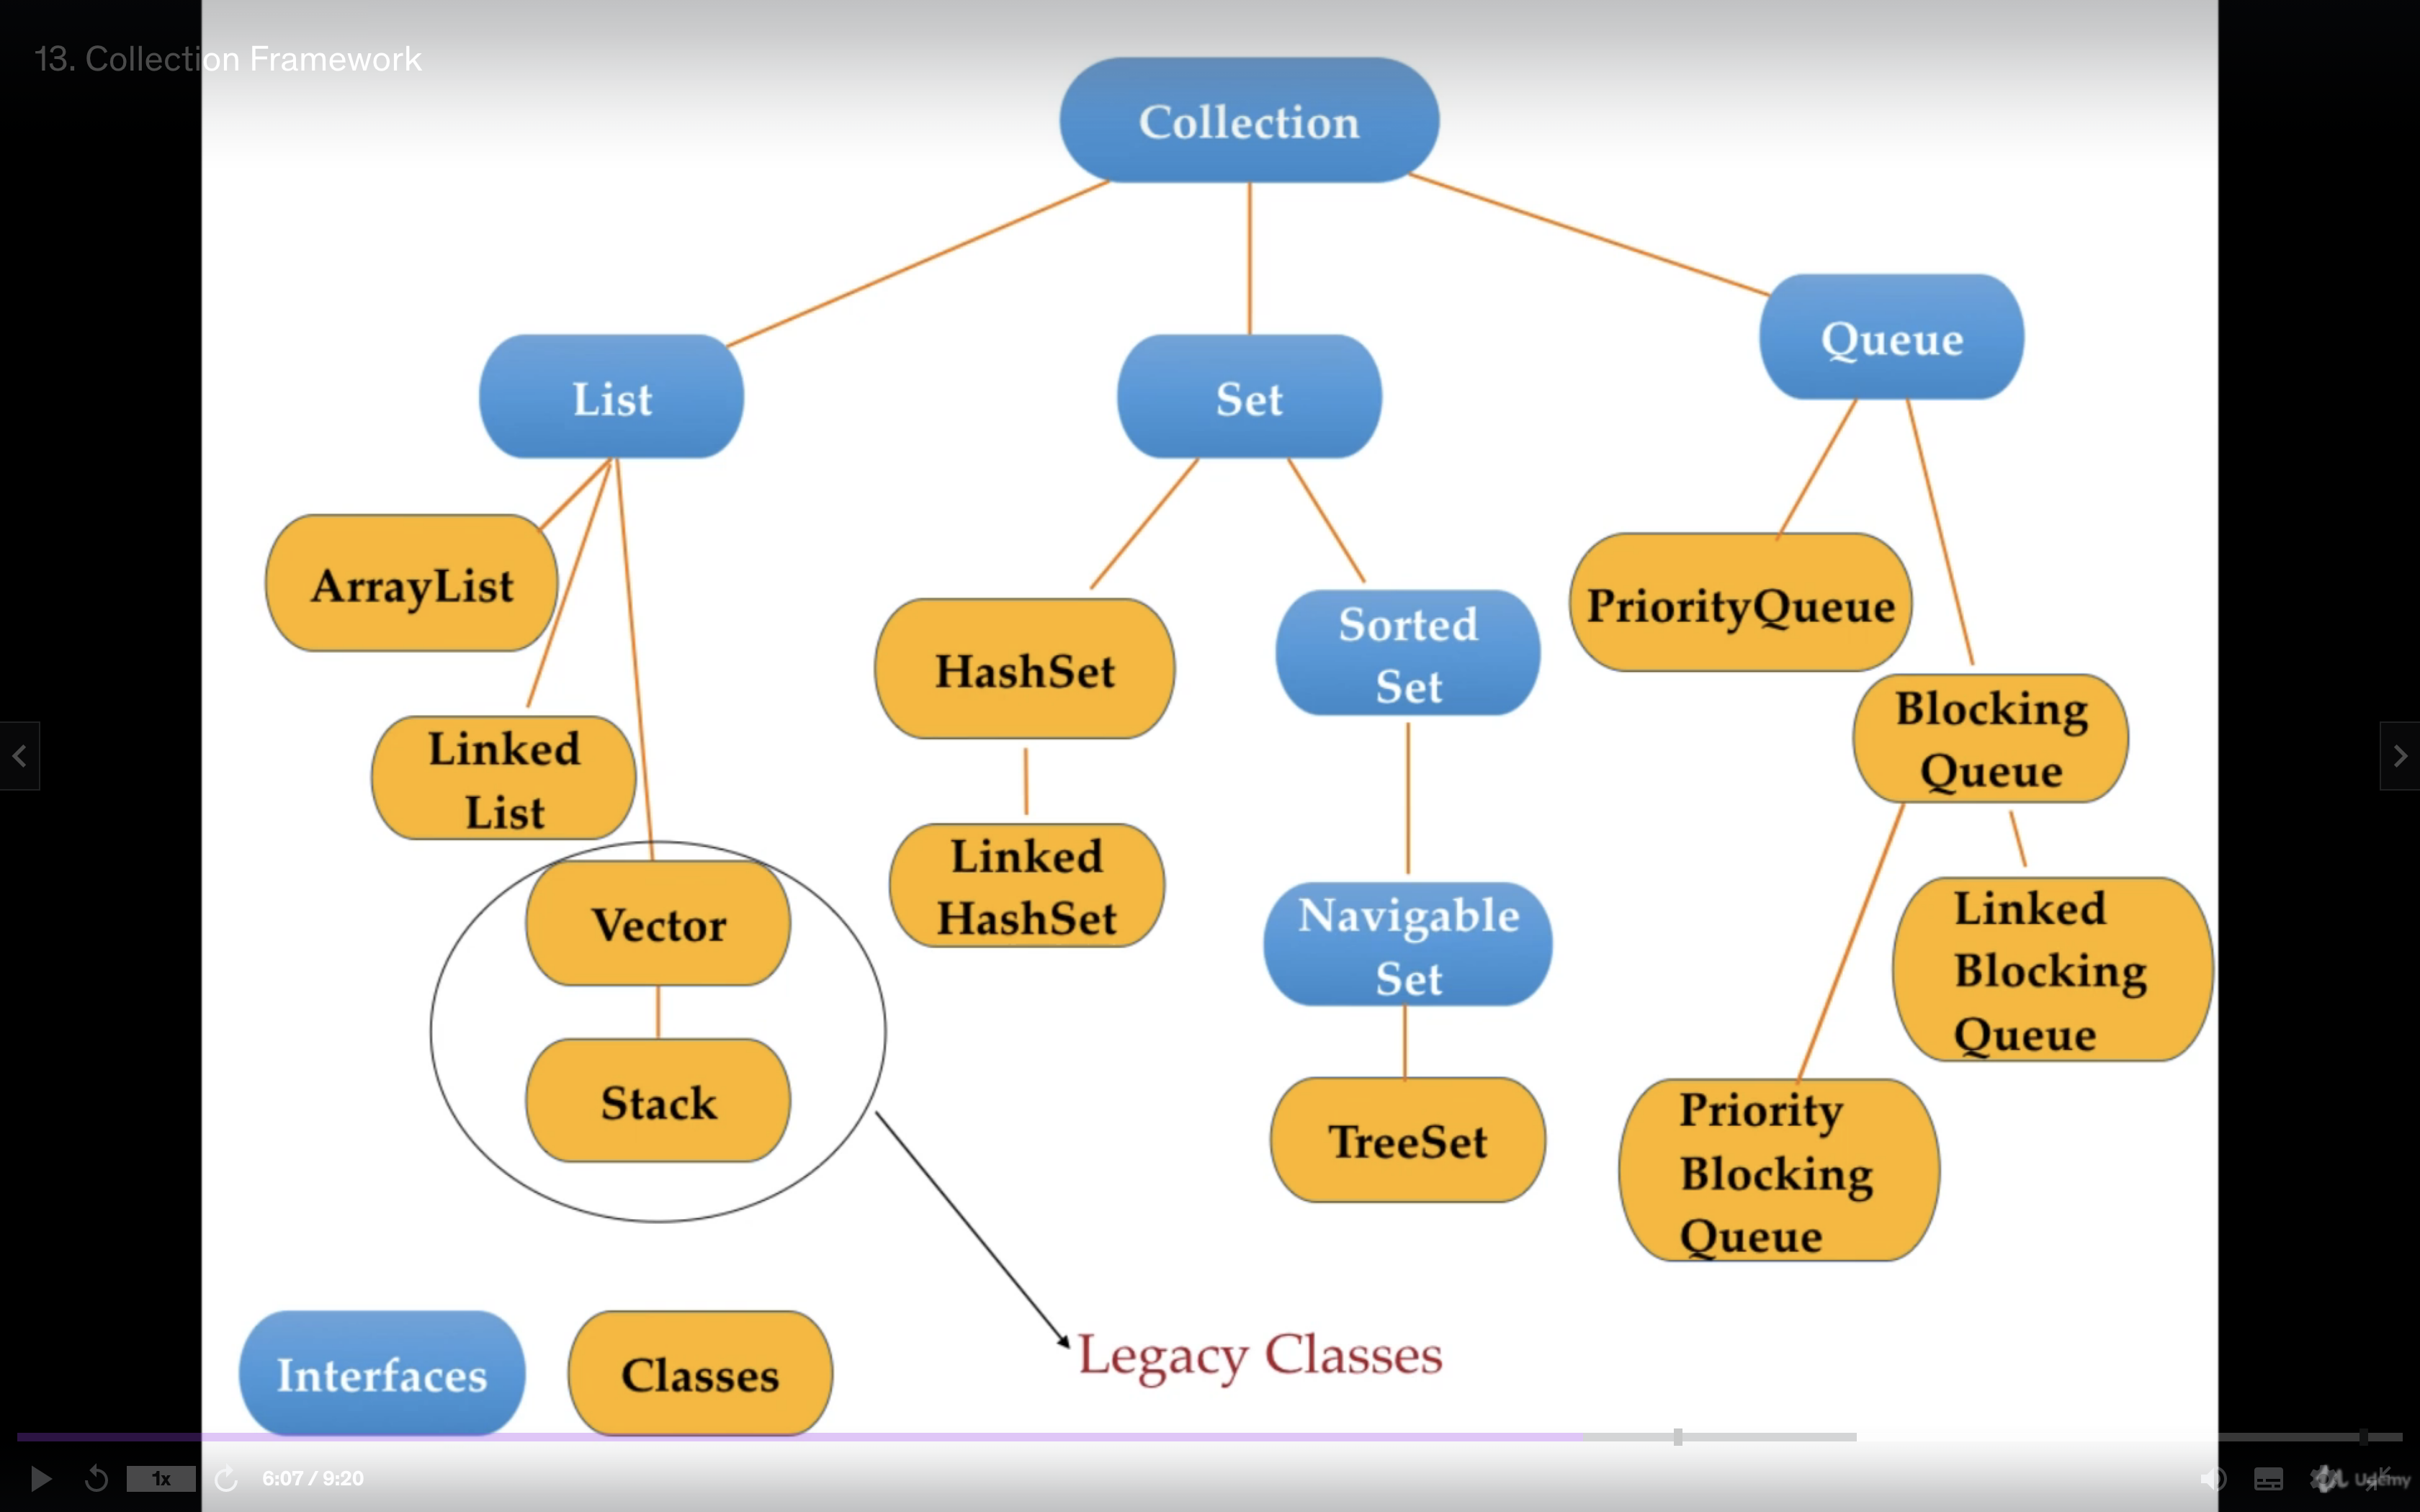 13. Collection Framework
Collection
List
Set
Queue
ArrayList
HashSet
Sorted
Set
PriorityQueue
Linked
List
Blocking
Queue
Vector
Linked
HashSet
Navigable
Set
Linked
Blocking
Queue
Stack
TreeSet
Priority
Blocking
Queue
Interfaces
Classes
Legacy Classes
1x
6:07 / 9:20
Udemy